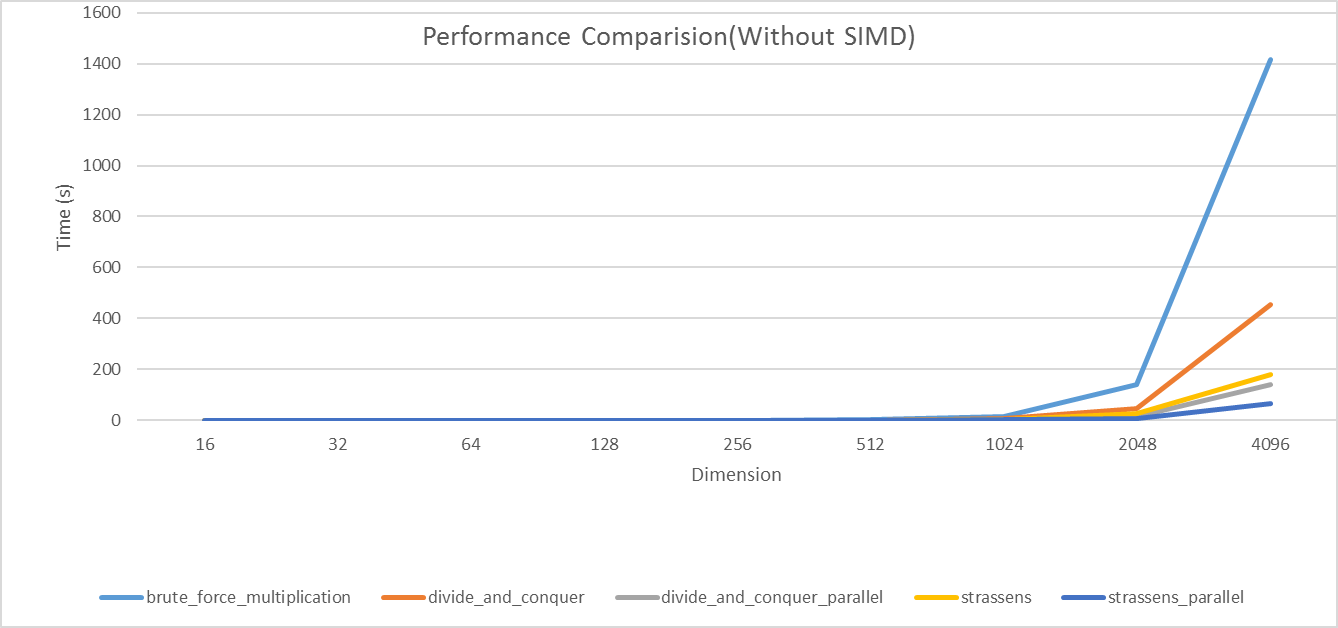 1600
Performance Comparision(Without SIMD)
1400
1200
1000
800
600
400
200
0
Time (s)
16 32 64 128 256 512 1024 2048 4096
Dimension
brute_force_multiplication divide_and_conquer divide_and_conquer_parallel strassens strassens_parallel